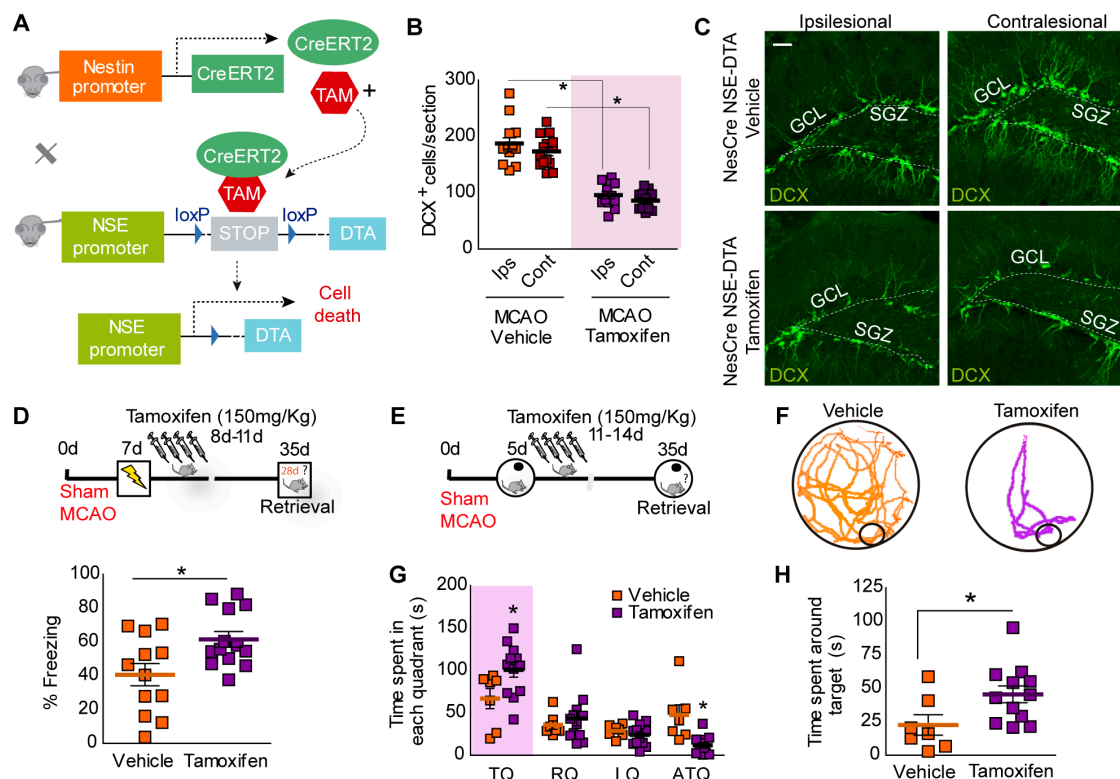 A
Nestin
promoter
CreERT2
CreERT2
TAM
+
CreERT2
TAM
loxP
loxP
NSE
promoter
STOP
DTA
Cell
death
NSE
promoter
DTA
B
DCX + cells/section
300
200
100
0
*
*
Ips
Cont
Ips
Cont
MCAO
Vehicle
MCAO
Tamoxifen
C
Ipsilesional
Contralesional
NesCre NSE-DTA
Vehicle
GCL
SGZ
DCX
GCL
SGZ
DCX
NesCre NSE-DTA
Tamoxifen
GCL
SGZ
DCX
GCL
SGZ
DCX
D
Tamoxifen (150mg/Kg)
8d-11d
0d
7d
35d
28d ?
Sham
MCAO
Retrieval
% Freezing
100
80
60
40
20
0
*
Vehicle
Tamoxifen
E
Tamoxifen (150mg/Kg)
11-14d
0d
5d
35d
?
Sham
MCAO
Retrieval
F
Vehicle
Tamoxifen
G
Time spent in
each quadrant (s)
200
150
100
50
0
Vehicle
Tamoxifen
*
*
TQ
RQ
LQ
ATQ
H
Time spent around
target (s)
125
100
75
50
25
0
*
Vehicle
Tamoxifen